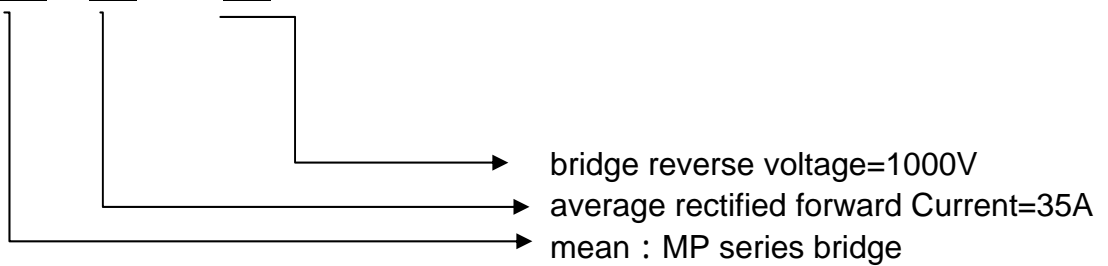 bridge reverse voltage=1000V
average rectified forward Current=35A
mean：MP series bridge